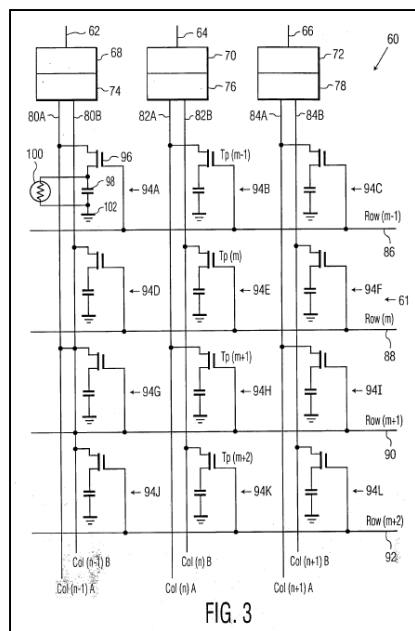 62 64 66 60
68 70 72
74 76 78
80A 80B 82A 82B 84A 84B
100 96 Tp (m-1)
98 94A 94B 94C
102 Row (m-1)
86
Tp (m)
94D 94E 94F 61
Row (m)
88
Tp (m+1)
94G 94H 94I
Row (m+1)
90
Tp (m+2)
94J 94K 94L
Row (m+2)
92
Col (n-1) B Col (n) B Col (n+1) B
Col (n-1) A Col (n) A Col (n+1) A
FIG. 3